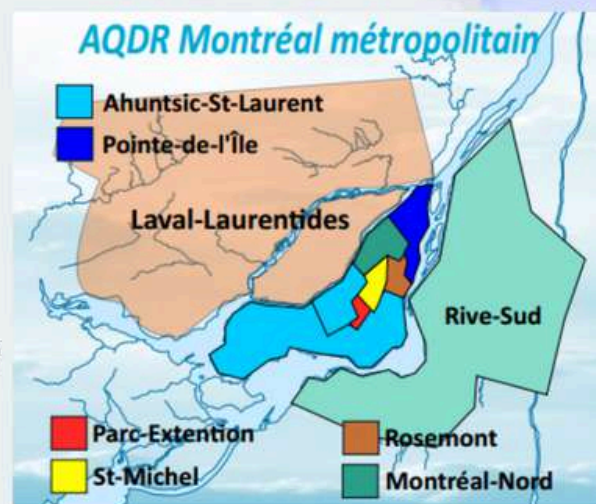 AQDR Montréal métropolitain
Ahuntsic-St-Laurent
Pointe-de-l'Île
Laval-Laurentides
Rive-Sud
Parc-Extention
Rosemont
St-Michel
Montréal-Nord